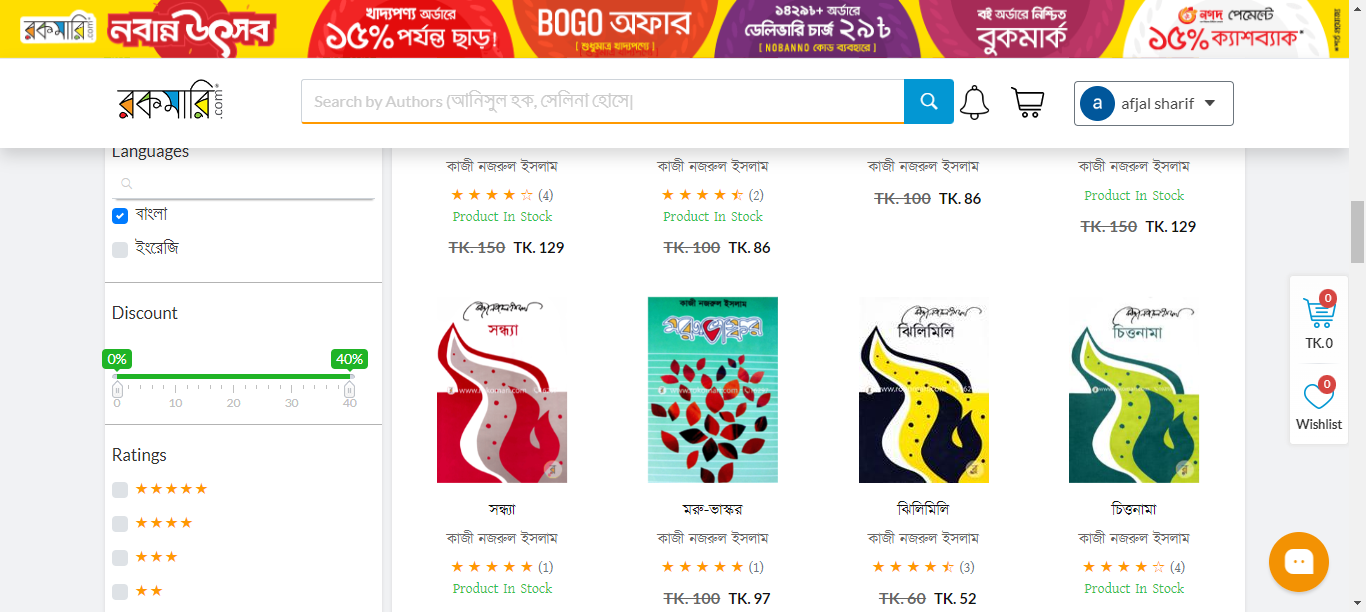 রকমারি.com
নবান্ন উৎসব
খাদ্যপণ্য অর্ডারে
১৫% পর্যন্ত ছাড়!
BOGO অফার
[ শুধুমাত্র খাদ্যপণ্যে ]
১৪২৯৳+ অর্ডারে
ডেলিভারি চার্জ ২৯৳
[ NOBANNO কোড ব্যবহারে ]
বই অর্ডারে নিশ্চিত
বুকমার্ক
নগদ পেমেন্টে
১৫% ক্যাশব্যাক*
রকমারি.com
Search by Authors (আনিসুল হক, সেলিনা হোসে|
a afjal sharif
Languages
বাংলা
ইংরেজি
Discount
0% 40%
0 10 20 30 40
Ratings
কাজী নজরুল ইসলাম
(4)
Product In Stock
TK. 150 TK. 129
কাজী নজরুল ইসলাম
(2)
Product In Stock
TK. 100 TK. 86
কাজী নজরুল ইসলাম
TK. 100 TK. 86
কাজী নজরুল ইসলাম
Product In Stock
TK. 150 TK. 129
সন্ধ্যা
সন্ধ্যা
কাজী নজরুল ইসলাম
(1)
Product In Stock
কাজী নজরুল ইসলাম
মরুভাস্কর
মরু-ভাস্কর
কাজী নজরুল ইসলাম
(1)
TK. 100 TK. 97
ঝিলিমিলি
ঝিলিমিলি
কাজী নজরুল ইসলাম
(3)
TK. 60 TK. 52
চিত্তনামা
চিত্তনামা
কাজী নজরুল ইসলাম
(4)
Product In Stock
0
TK.0
0
Wishlist